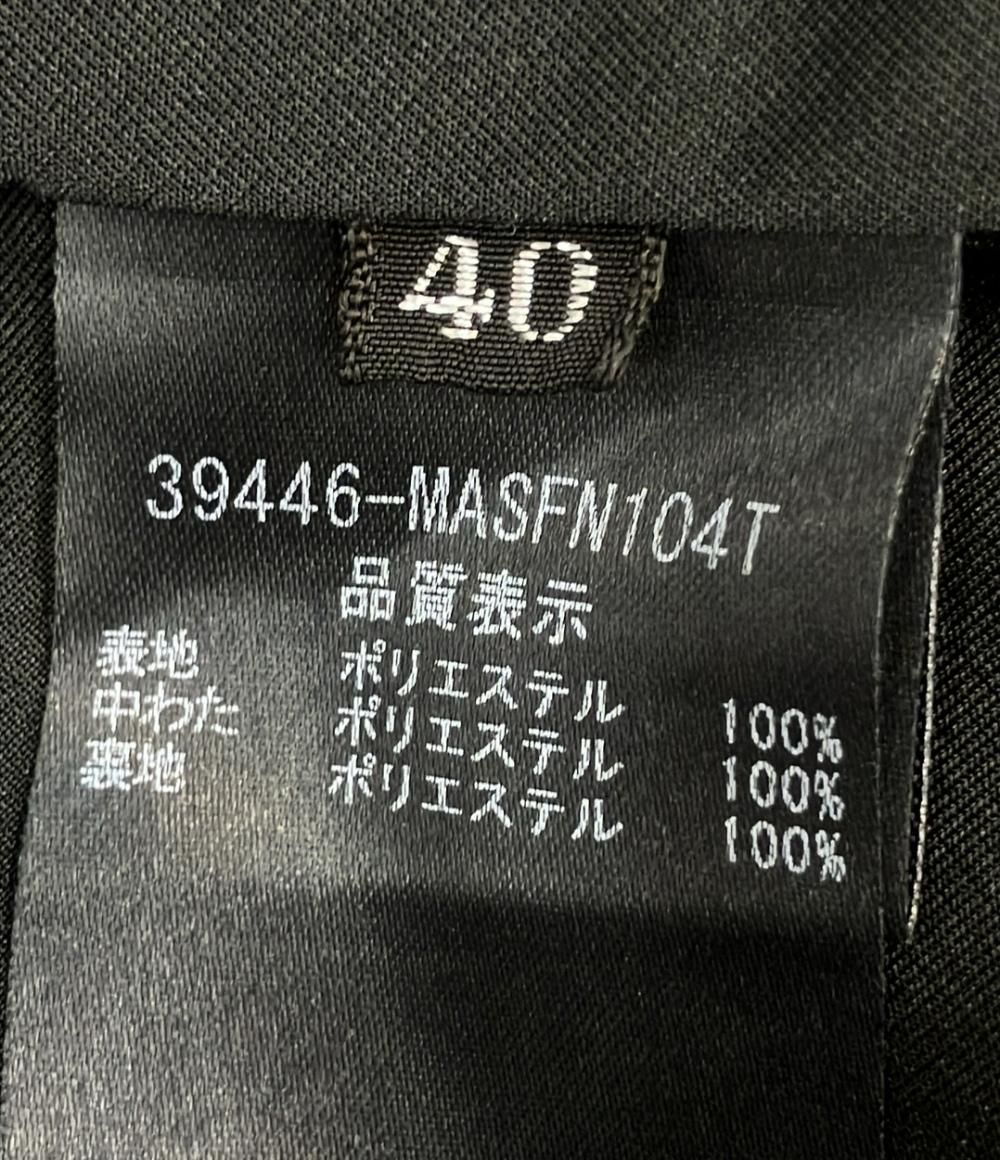 40
39446-MASFN104T
品質表示
表地 ポリエステル 100%
中わた ポリエステル 100%
裏地 ポリエステル 100%